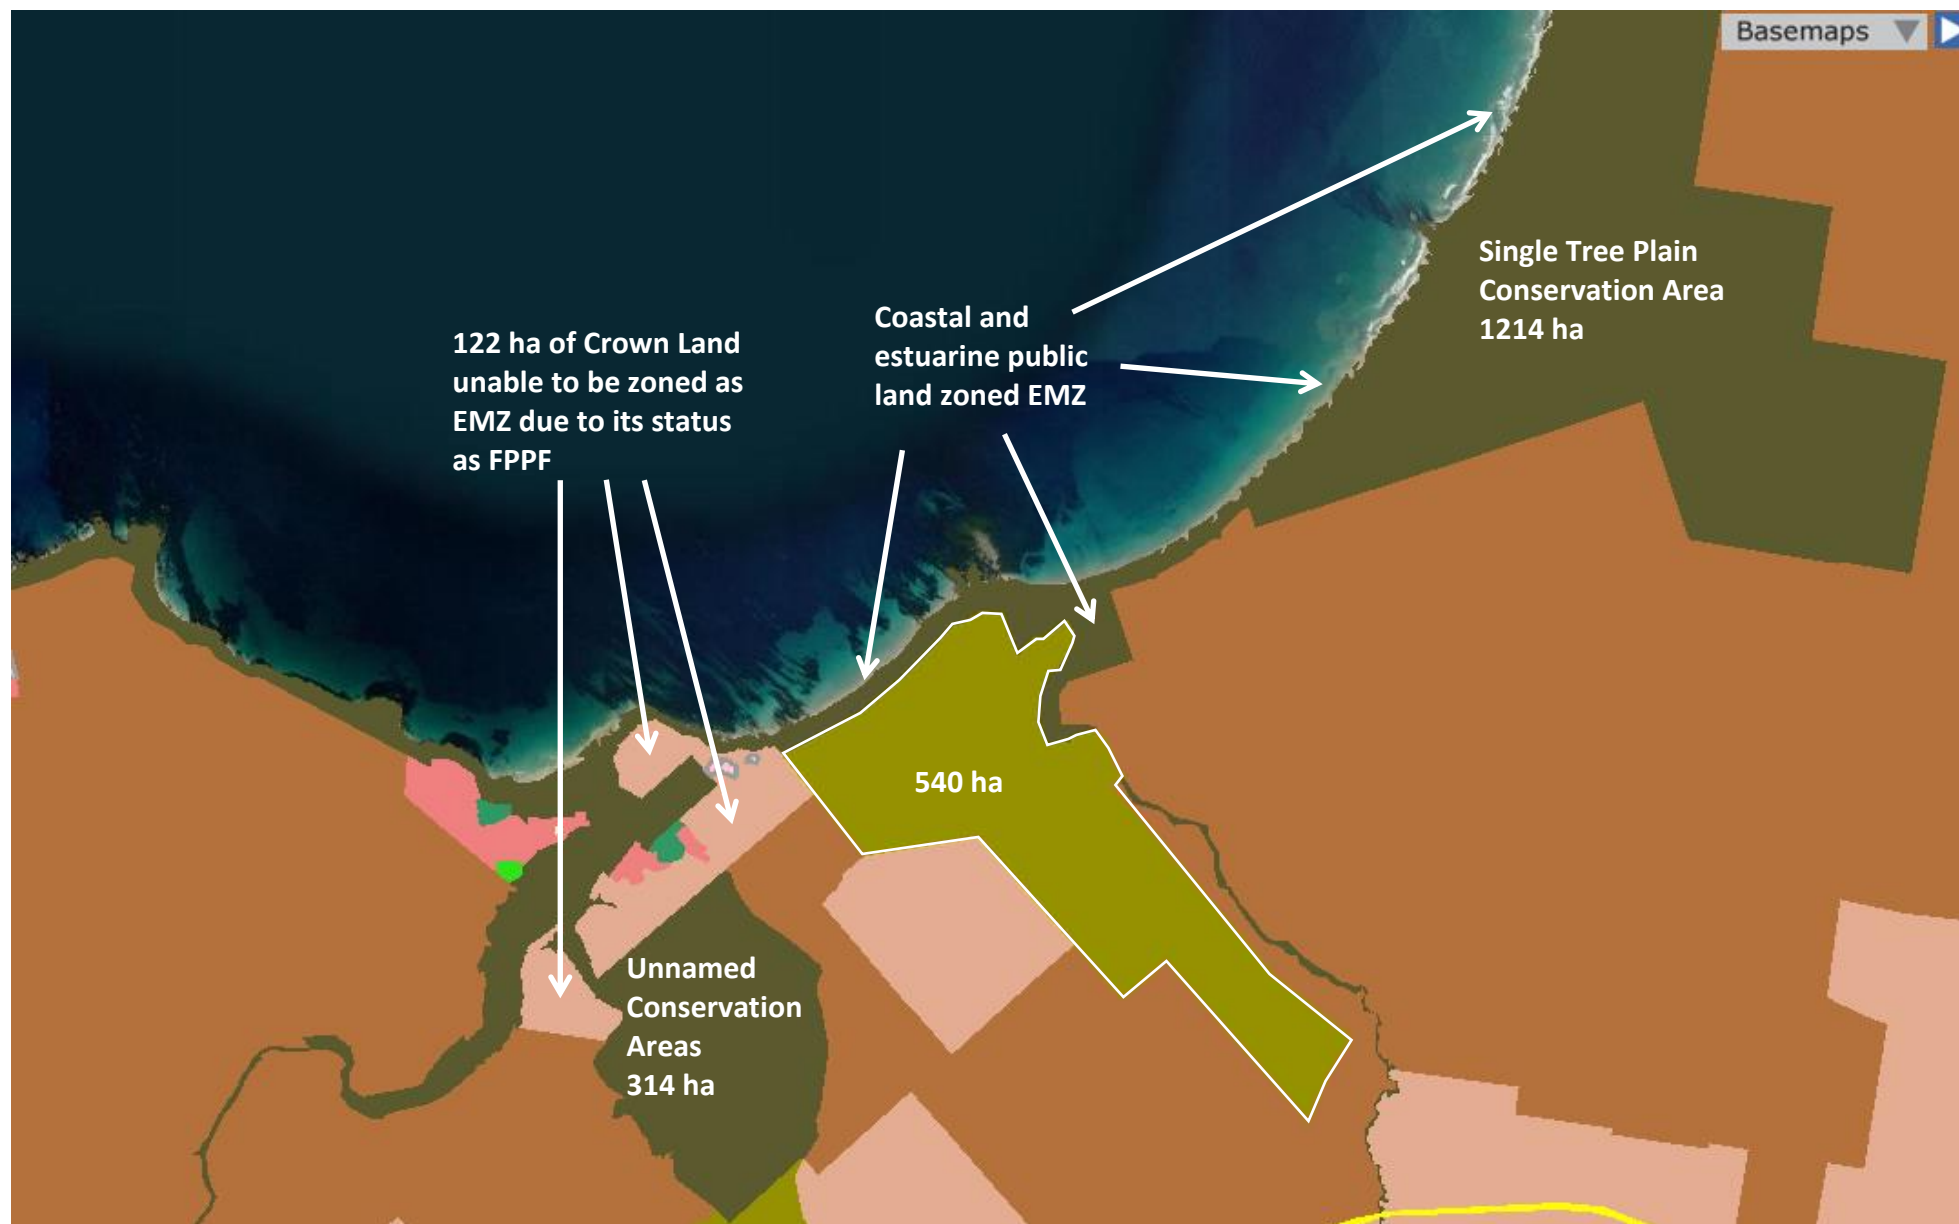 Basemaps
Single Tree Plain
Conservation Area
1214 ha
Coastal and
estuarine public
land zoned EMZ
122 ha of Crown Land
unable to be zoned as
EMZ due to its status
as FPPF
540 ha
Unnamed
Conservation
Areas
314 ha